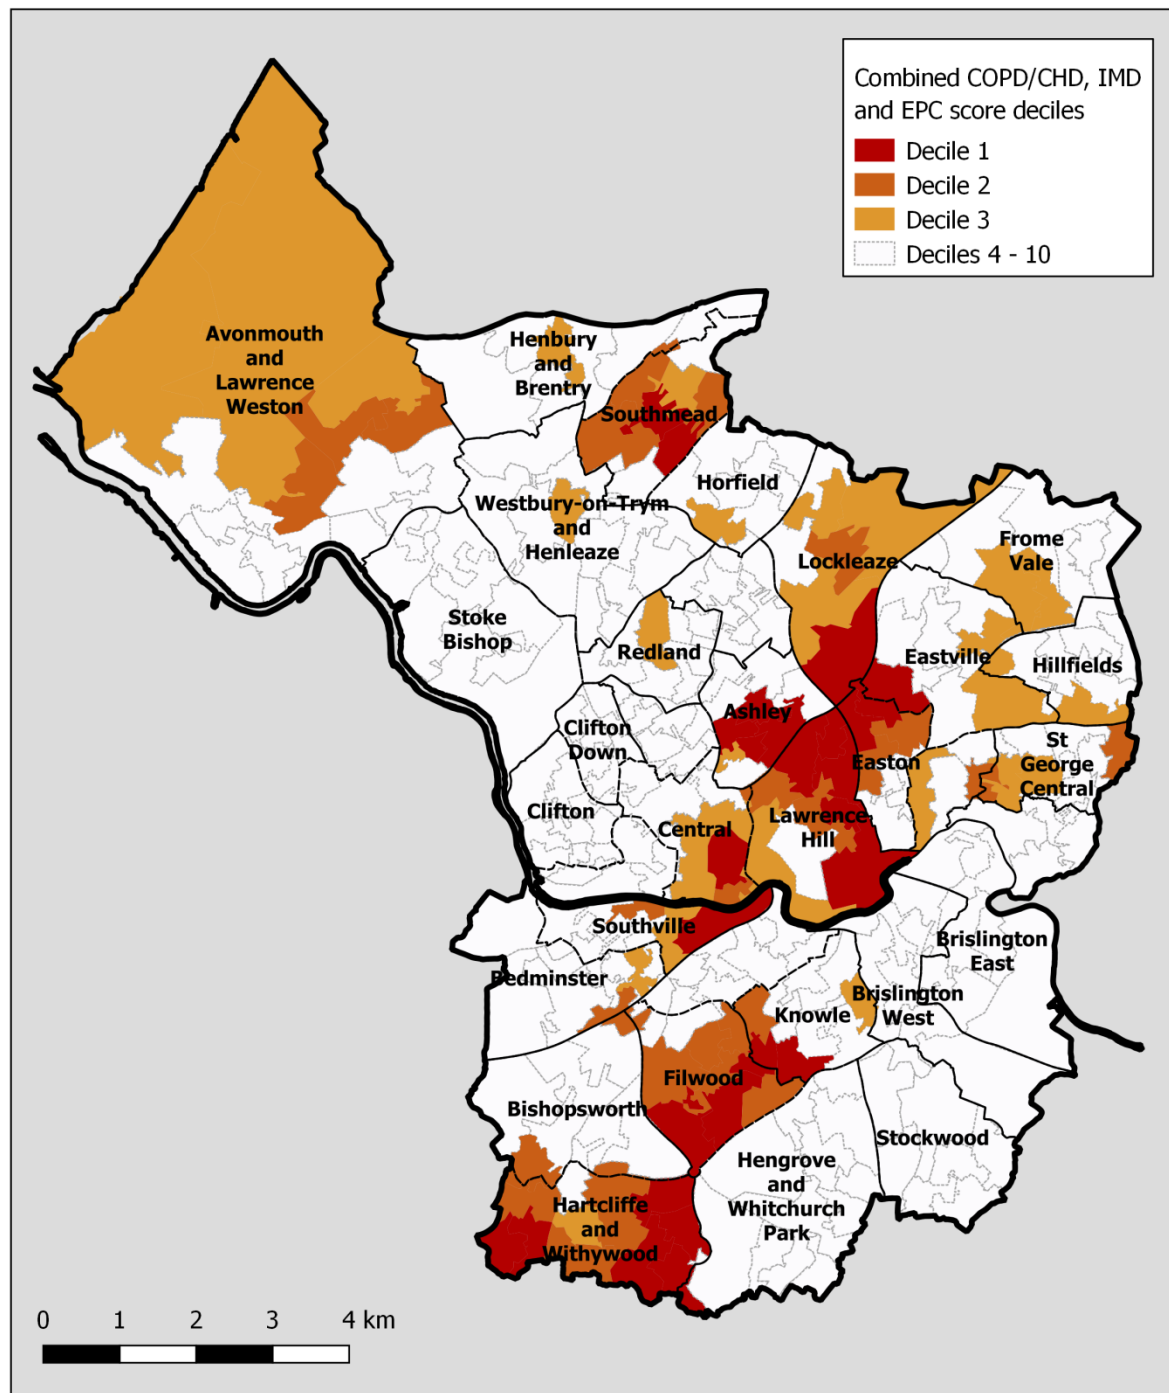 Combined COPD/CHD, IMD
and EPC score deciles
Decile 1
Decile 2
Decile 3
Deciles 4 - 10
Avonmouth
and
Lawrence
Weston
Henbury
and
Brentry
Southmead
Horfield
Westbury-on-Trym
and
Henleaze
Lockleaze
Frome
Vale
Stoke
Bishop
Redland
Eastville
Hillfields
Ashley
Clifton
Down
Easton
St
George
Central
Clifton
Central
Lawrence
Hill
Southville
Bedminster
Brislington
East
Knowle
Brislington
West
Filwood
Bishopsworth
Stockwood
Hengrove
and
Whitchurch
Park
Hartcliffe
and
Withywood
0 1 2 3 4 km